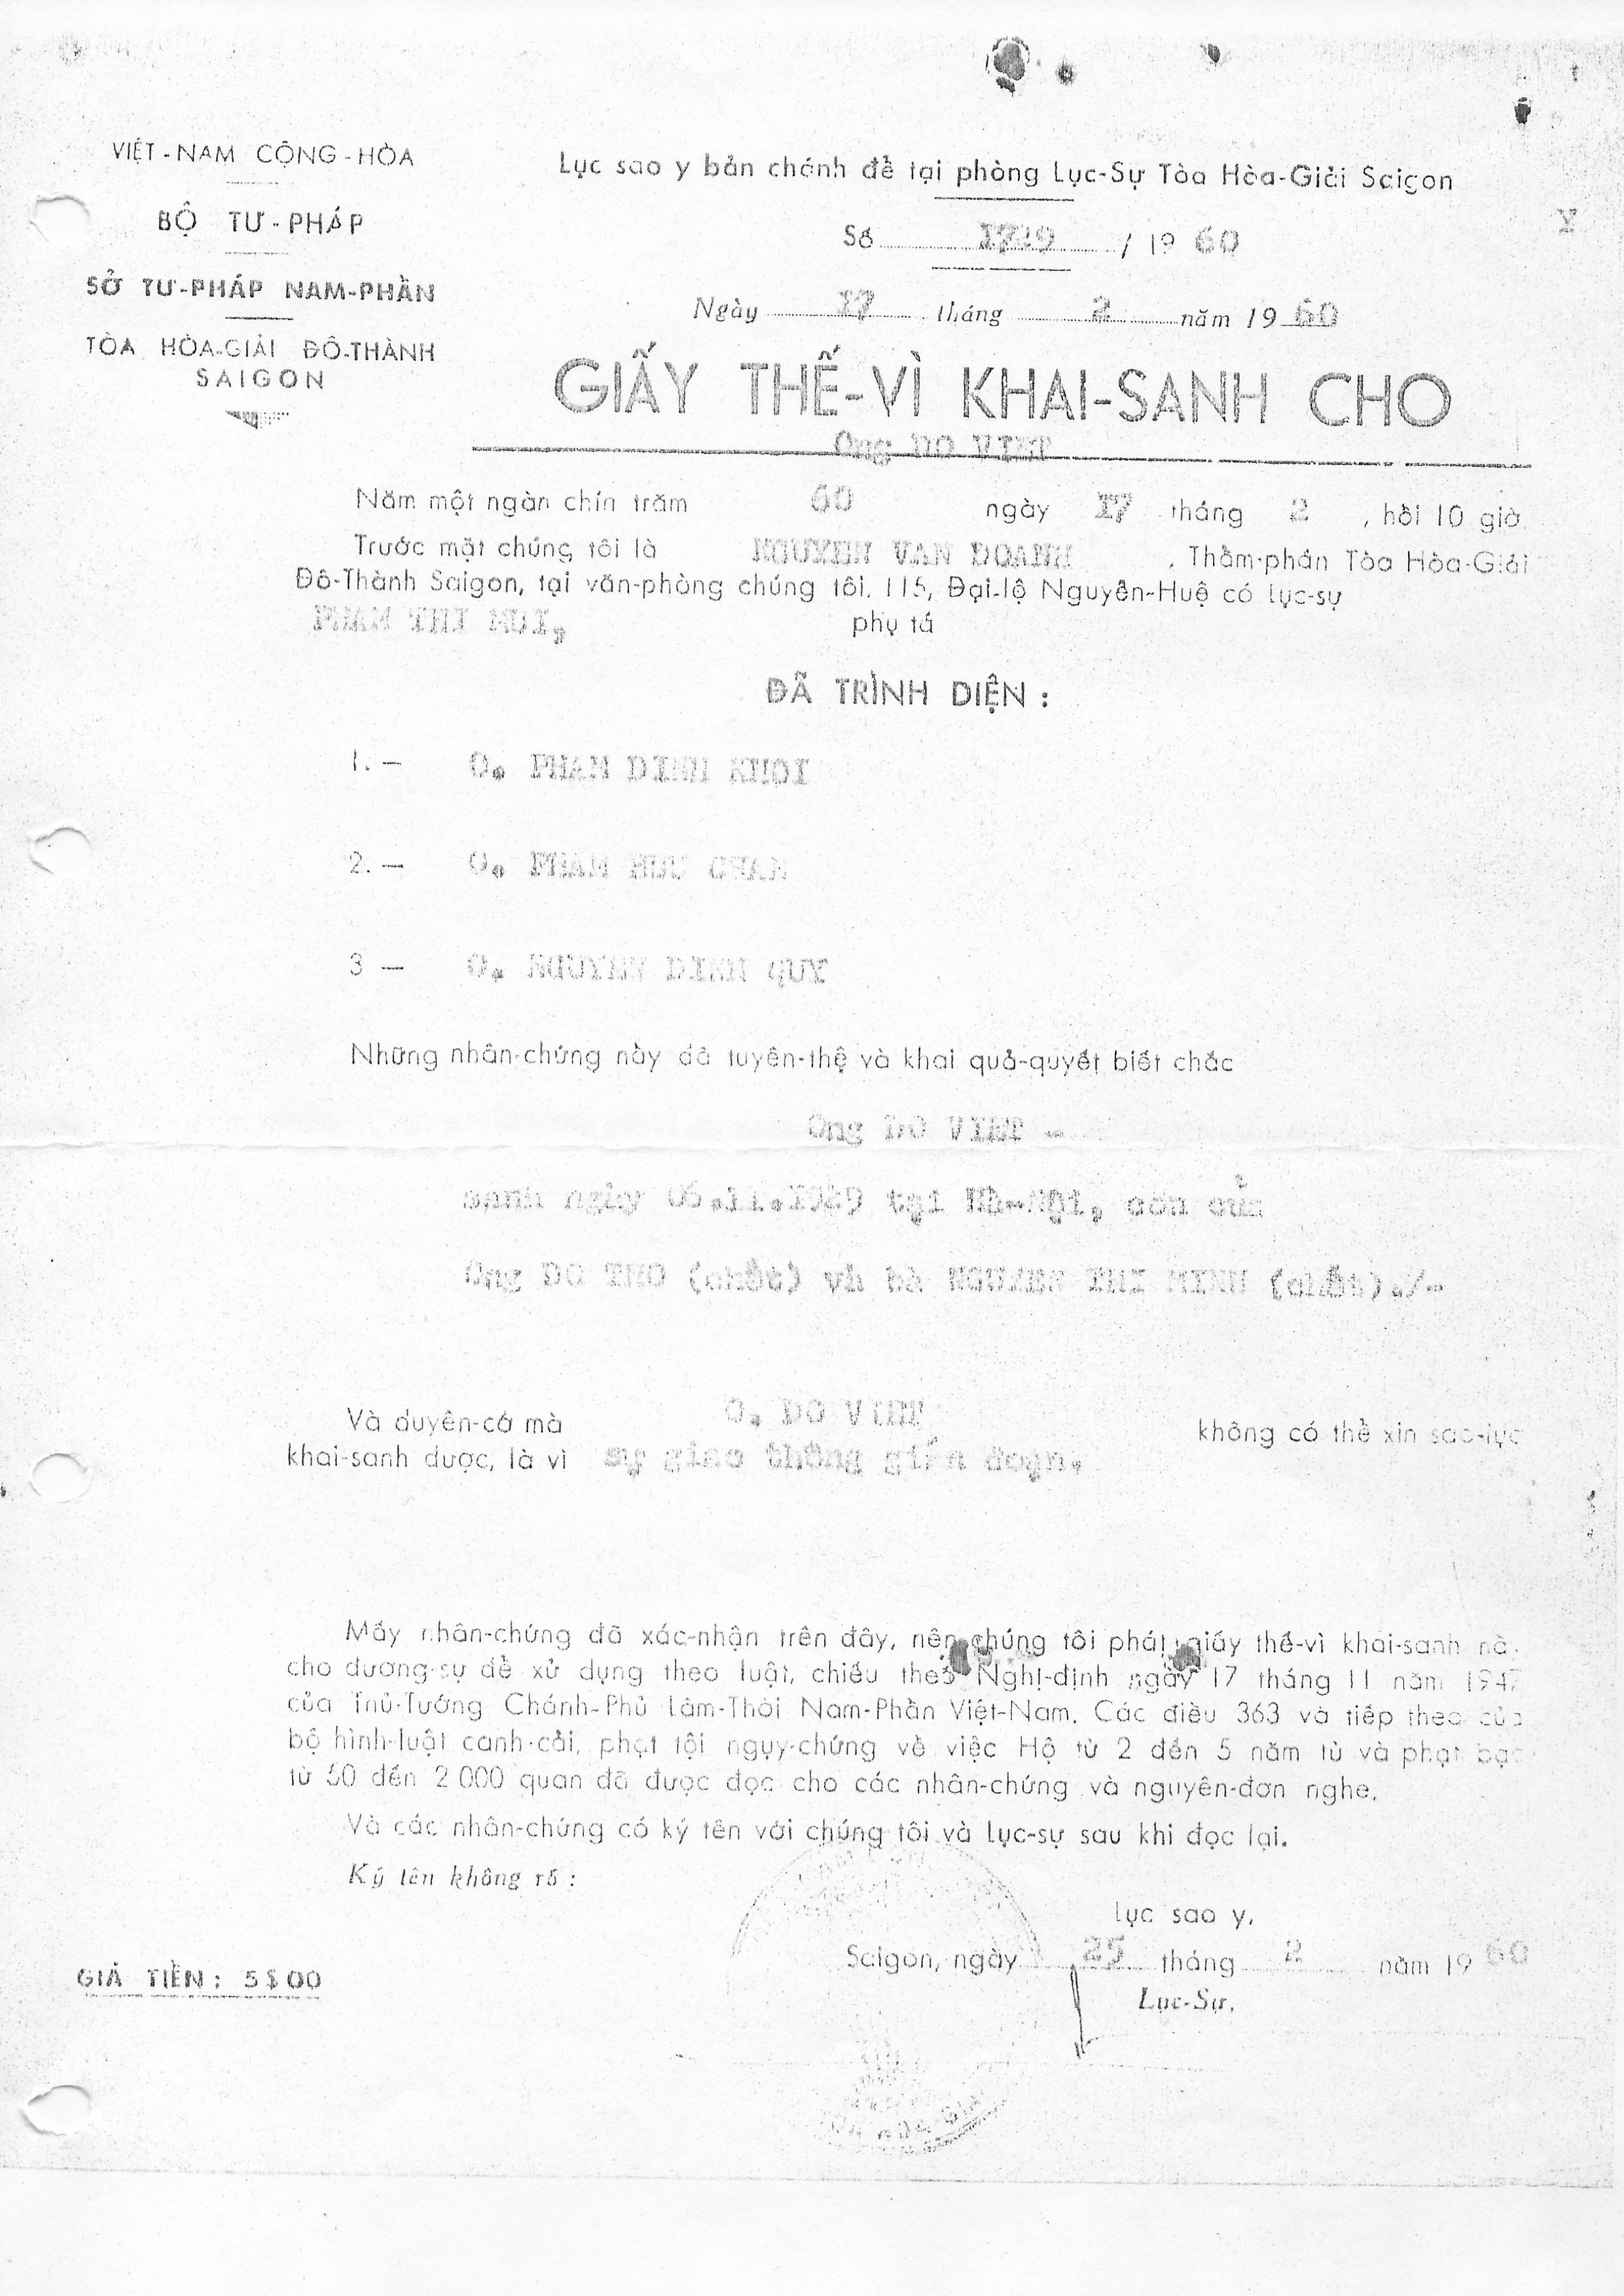 VIỆT-NAM CỘNG-HÒA
BỘ TƯ-PHÁP
SỞ TƯ-PHÁP NAM-PHẦN
TÒA HÒA-GIẢI ĐÔ-THÀNH
SAIGON
Lục sao y bản chánh để tại phòng Lục-Sự Tòa Hòa-Giải Saigon
Số 1729 / 1960
Ngày 17 tháng 2 năm 1960
GIẤY THẾ-VÌ KHAI-SANH CHO
Ong DO VIET
Năm một ngàn chín trăm 60 ngày 17 tháng 2 , hồi 10 giờ
Trước mặt chúng tôi là NGUYEN VAN DOANH , Thẩm-phán Tòa Hòa-Giải
Đô-Thành Saigon, tại văn-phòng chúng tôi, 115, Đại-lộ Nguyễn-Huệ có lục-sự
PHAM THI MUI, phụ tá
ĐÃ TRÌNH DIỆN :
1. — O. PHAM DINH KHOI
2. — O. PHAM HUU
3 — O. NGUYEN DINH QUY
Những nhân-chứng nầy đã tuyên-thệ và khai quả-quyết biết chắc
Ong DO VIET -
sanh ngày 06.11.1929 tại Hà-Nội, con của
Ong DO THO (chết) và bà NGUYEN THI MINH (chết)./-
Và duyên-cớ mà O. DO VIET không có thể xin sao-lục
khai-sanh được, là vì sự giao thông gián đoạn.
Mấy nhân-chứng đã xác-nhận trên đây, nên chúng tôi phát giấy thế-vì khai-sanh nầ
cho đương-sự để xử dụng theo luật, chiếu theo Nghị-định ngày 17 tháng 11 năm 1947
của Thủ-Tướng Chánh-Phủ Lâm-Thời Nam-Phần Việt-Nam. Các điều 363 và tiếp theo của
bộ hình-luật canh-cải, phạt tội ngụy-chứng về việc Hộ từ 2 đến 5 năm tù và phạt bạc
từ 50 đến 2.000 quan đã được đọc cho các nhân-chứng và nguyên-đơn nghe.
Và các nhân-chứng có ký tên với chúng tôi và Lục-sự sau khi đọc lại.
Ký tên không rõ :
Lục sao y,
Saigon, ngày 25 tháng 2 năm 1960
Lục-Sự,
GIÁ TIỀN : 5$00